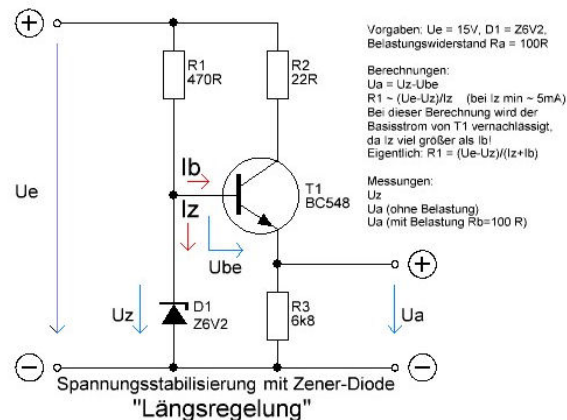 Vorgaben: Ue = 15V, D1 = Z6V2,
Belastungswiderstand Ra = 100R
Berechnungen:
Ua = Uz-Ube
R1 ~ (Ue-Uz)/Iz (bei Iz min ~ 5mA)
Bei dieser Berechnung wird der
Basisstrom von T1 vernachlässigt,
da Iz viel größer als Ib!
Eigentlich: R1 = (Ue-Uz)/(Iz+Ib)
Messungen:
Uz
Ua (ohne Belastung)
Ua (mit Belastung Rb=100 R)
+
R1
470R
R2
22R
Ib
T1
BC548
Ue
Iz
Ube
+
Uz
D1
Z6V2
R3
6k8
Ua
−
−
Spannungsstabilisierung mit Zener-Diode
"Längsregelung"